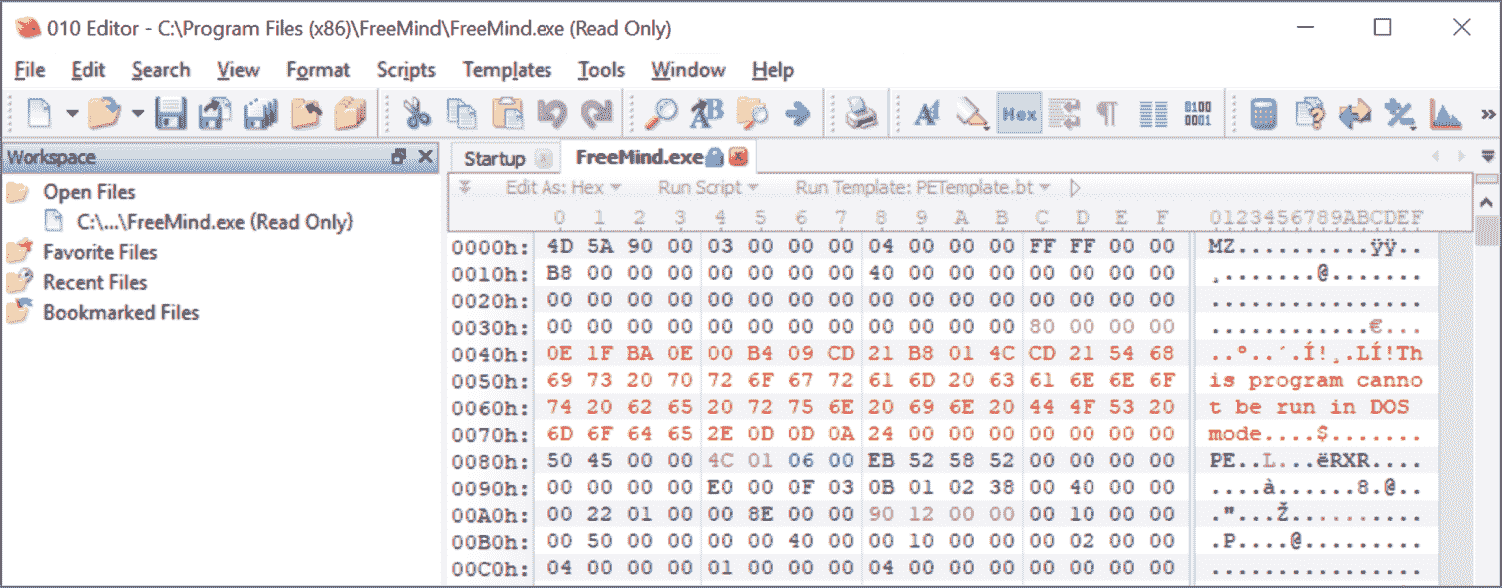 010 Editor - C:\Program Files (x86)\FreeMind\FreeMind.exe (Read Only)
File Edit Search View Format Scripts Templates Tools Window Help
Hex
0100
0001
Workspace
Startup FreeMind.exe
Open Files
C:\...\FreeMind.exe (Read Only)
Favorite Files
Recent Files
Bookmarked Files
Edit As: Hex Run Script Run Template: PETemplate.bt
0 1 2 3 4 5 6 7 8 9 A B C D E F 0123456789ABCDEF
0000h: 4D 5A 90 00 03 00 00 00 04 00 00 00 FF FF 00 00 MZ..........ÿÿ..
0010h: B8 00 00 00 00 00 00 00 40 00 00 00 00 00 00 00 ¸.......@.......
0020h: 00 00 00 00 00 00 00 00 00 00 00 00 00 00 00 00 ................
0030h: 00 00 00 00 00 00 00 00 00 00 00 00 80 00 00 00 ............€...
0040h: 0E 1F BA 0E 00 B4 09 CD 21 B8 01 4C CD 21 54 68 ..º..´.Í!¸.LÍ!Th
0050h: 69 73 20 70 72 6F 67 72 61 6D 20 63 61 6E 6E 6F is program canno
0060h: 74 20 62 65 20 72 75 6E 20 69 6E 20 44 4F 53 20 t be run in DOS
0070h: 6D 6F 64 65 2E 0D 0D 0A 24 00 00 00 00 00 00 00 mode....$.......
0080h: 50 45 00 00 4C 01 06 00 EB 52 58 52 00 00 00 00 PE..L...ëRXR....
0090h: 00 00 00 00 E0 00 0F 03 0B 01 02 38 00 40 00 00 ....à......8.@..
00A0h: 00 22 01 00 00 8E 00 00 90 12 00 00 00 10 00 00 ."...Ž..........
00B0h: 00 50 00 00 00 00 40 00 00 10 00 00 00 02 00 00 .P....@.........
00C0h: 04 00 00 00 01 00 00 00 04 00 00 00 00 00 00 00 ................